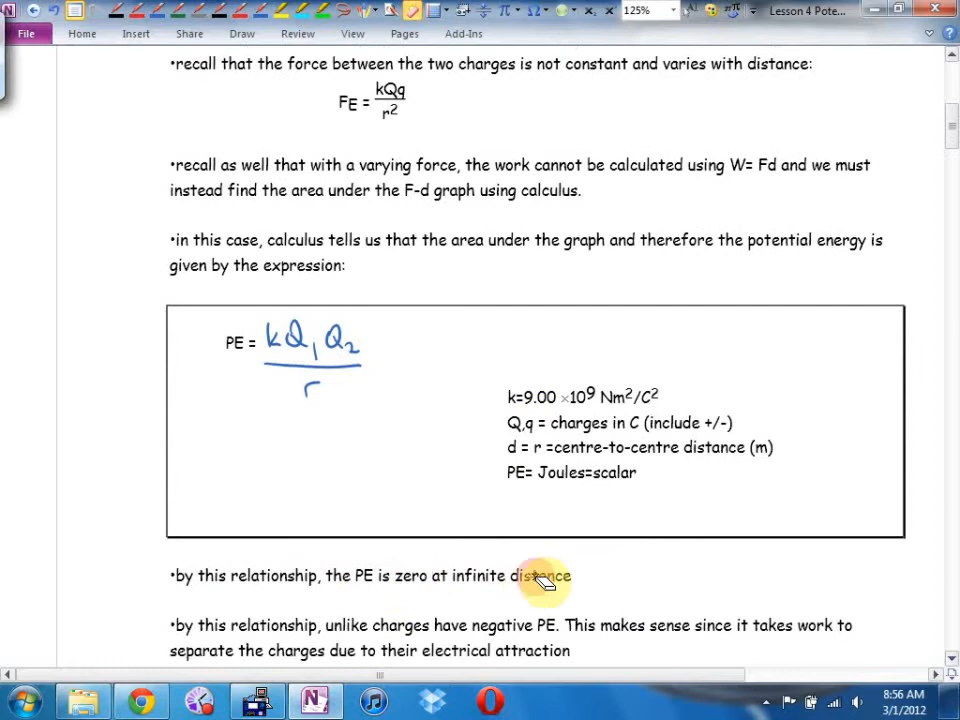 125%
Lesson 4 Pote...
File Home Insert Share Draw Review View Pages Add-Ins
•recall that the force between the two charges is not constant and varies with distance:
FE = kQq
r2
•recall as well that with a varying force, the work cannot be calculated using W= Fd and we must
instead find the area under the F-d graph using calculus.
•in this case, calculus tells us that the area under the graph and therefore the potential energy is
given by the expression:
PE = kQ1Q2
r
k=9.00 ×10⁹ Nm²/C²
Q,q = charges in C (include +/-)
d = r =centre-to-centre distance (m)
PE= Joules=scalar
•by this relationship, the PE is zero at infinite distance
•by this relationship, unlike charges have negative PE. This makes sense since it takes work to
separate the charges due to their electrical attraction
8:56 AM
3/1/2012